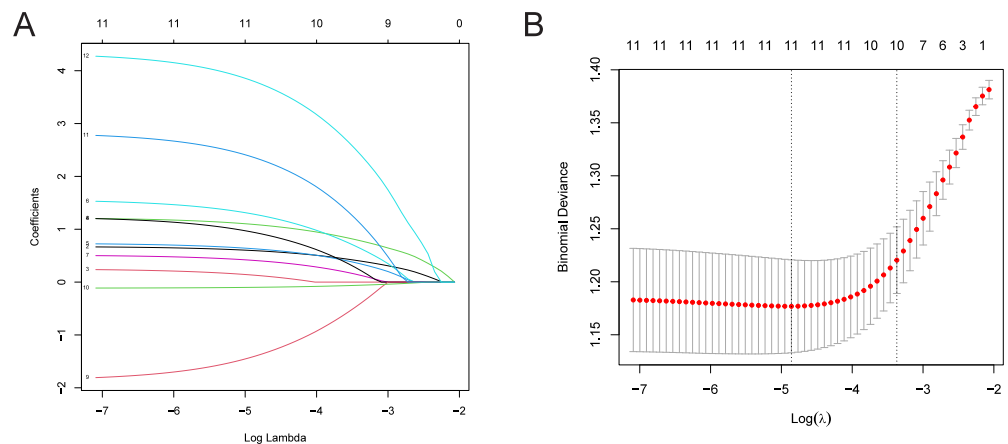 A
11 11 11 10 9 0
Coefficients
4
3
2
1
0
−1
−2
12
11
6
5
2
7
3
10
9
−7 −6 −5 −4 −3 −2
Log Lambda
B
11 11 11 11 11 11 11 11 10 10 7 6 3 1
Binomial Deviance
1.40
1.35
1.30
1.25
1.20
1.15
−7 −6 −5 −4 −3 −2
Log(λ)